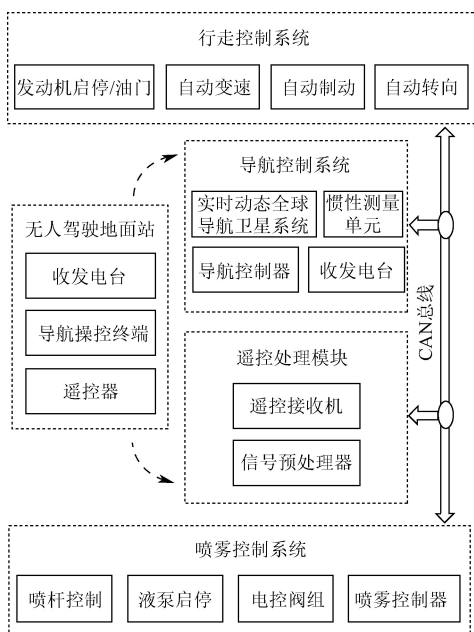 行走控制系统
发动机启停/油门
自动变速
自动制动
自动转向
导航控制系统
实时动态全球
导航卫星系统
惯性测量
单元
导航控制器
收发电台
无人驾驶地面站
收发电台
导航操控终端
遥控器
遥控处理模块
遥控接收机
信号预处理器
CAN总线
喷雾控制系统
喷杆控制
液泵启停
电控阀组
喷雾控制器